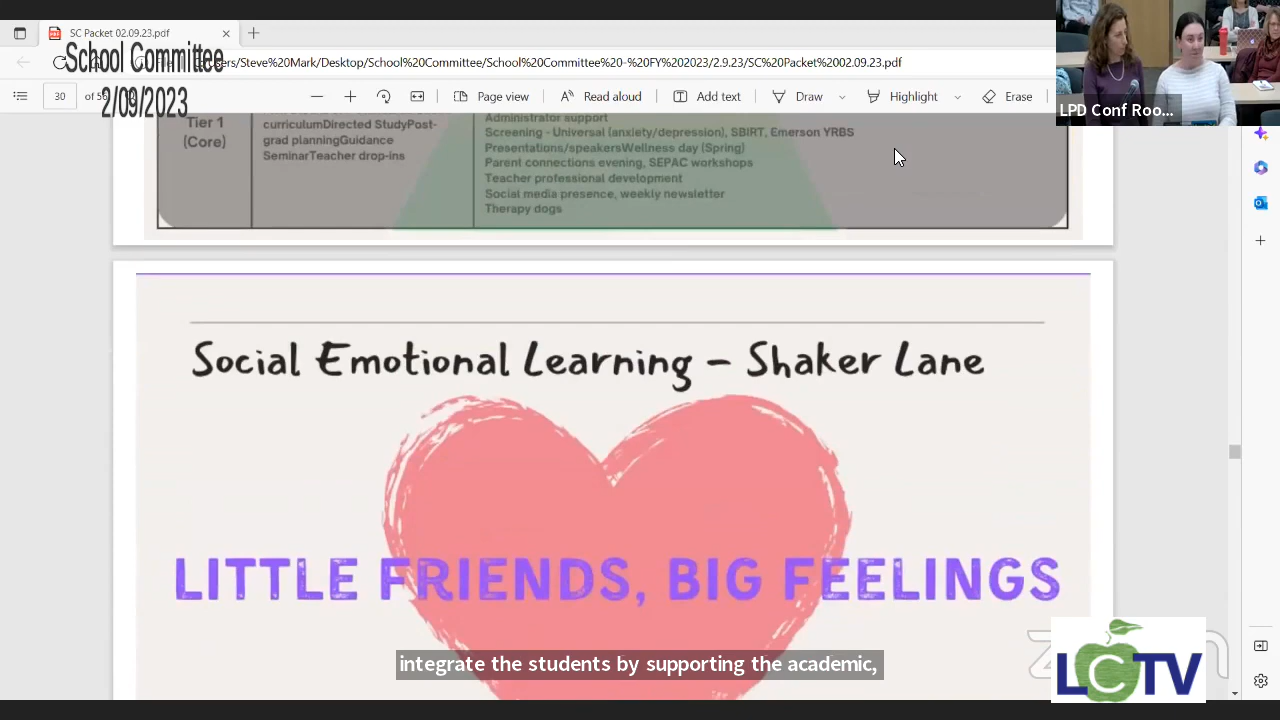 SC Packet 02.09.23.pdf
School Committee
2/09/2023
ers/Steve%20Mark/Desktop/School%20Committee/School%20Committee%20-%20FY%202023/2.9.23/SC%20Packet%2002.09.23.pdf
30
Page view
Read aloud
Add text
Draw
Highlight
Erase
LPD Conf Roo...
Tier 1
(Core)
curriculumDirected StudyPost-
grad planningGuidance
SeminarTeacher drop-ins
Administrator support
Screening - Universal (anxiety/depression), SBIRT, Emerson YRBS
Presentations/speakersWellness day (Spring)
Parent connections evening, SEPAC workshops
Teacher professional development
Social media presence, weekly newsletter
Therapy dogs
Social Emotional Learning - Shaker Lane
LITTLE FRIENDS, BIG FEELINGS
integrate the students by supporting the academic,
LCTV